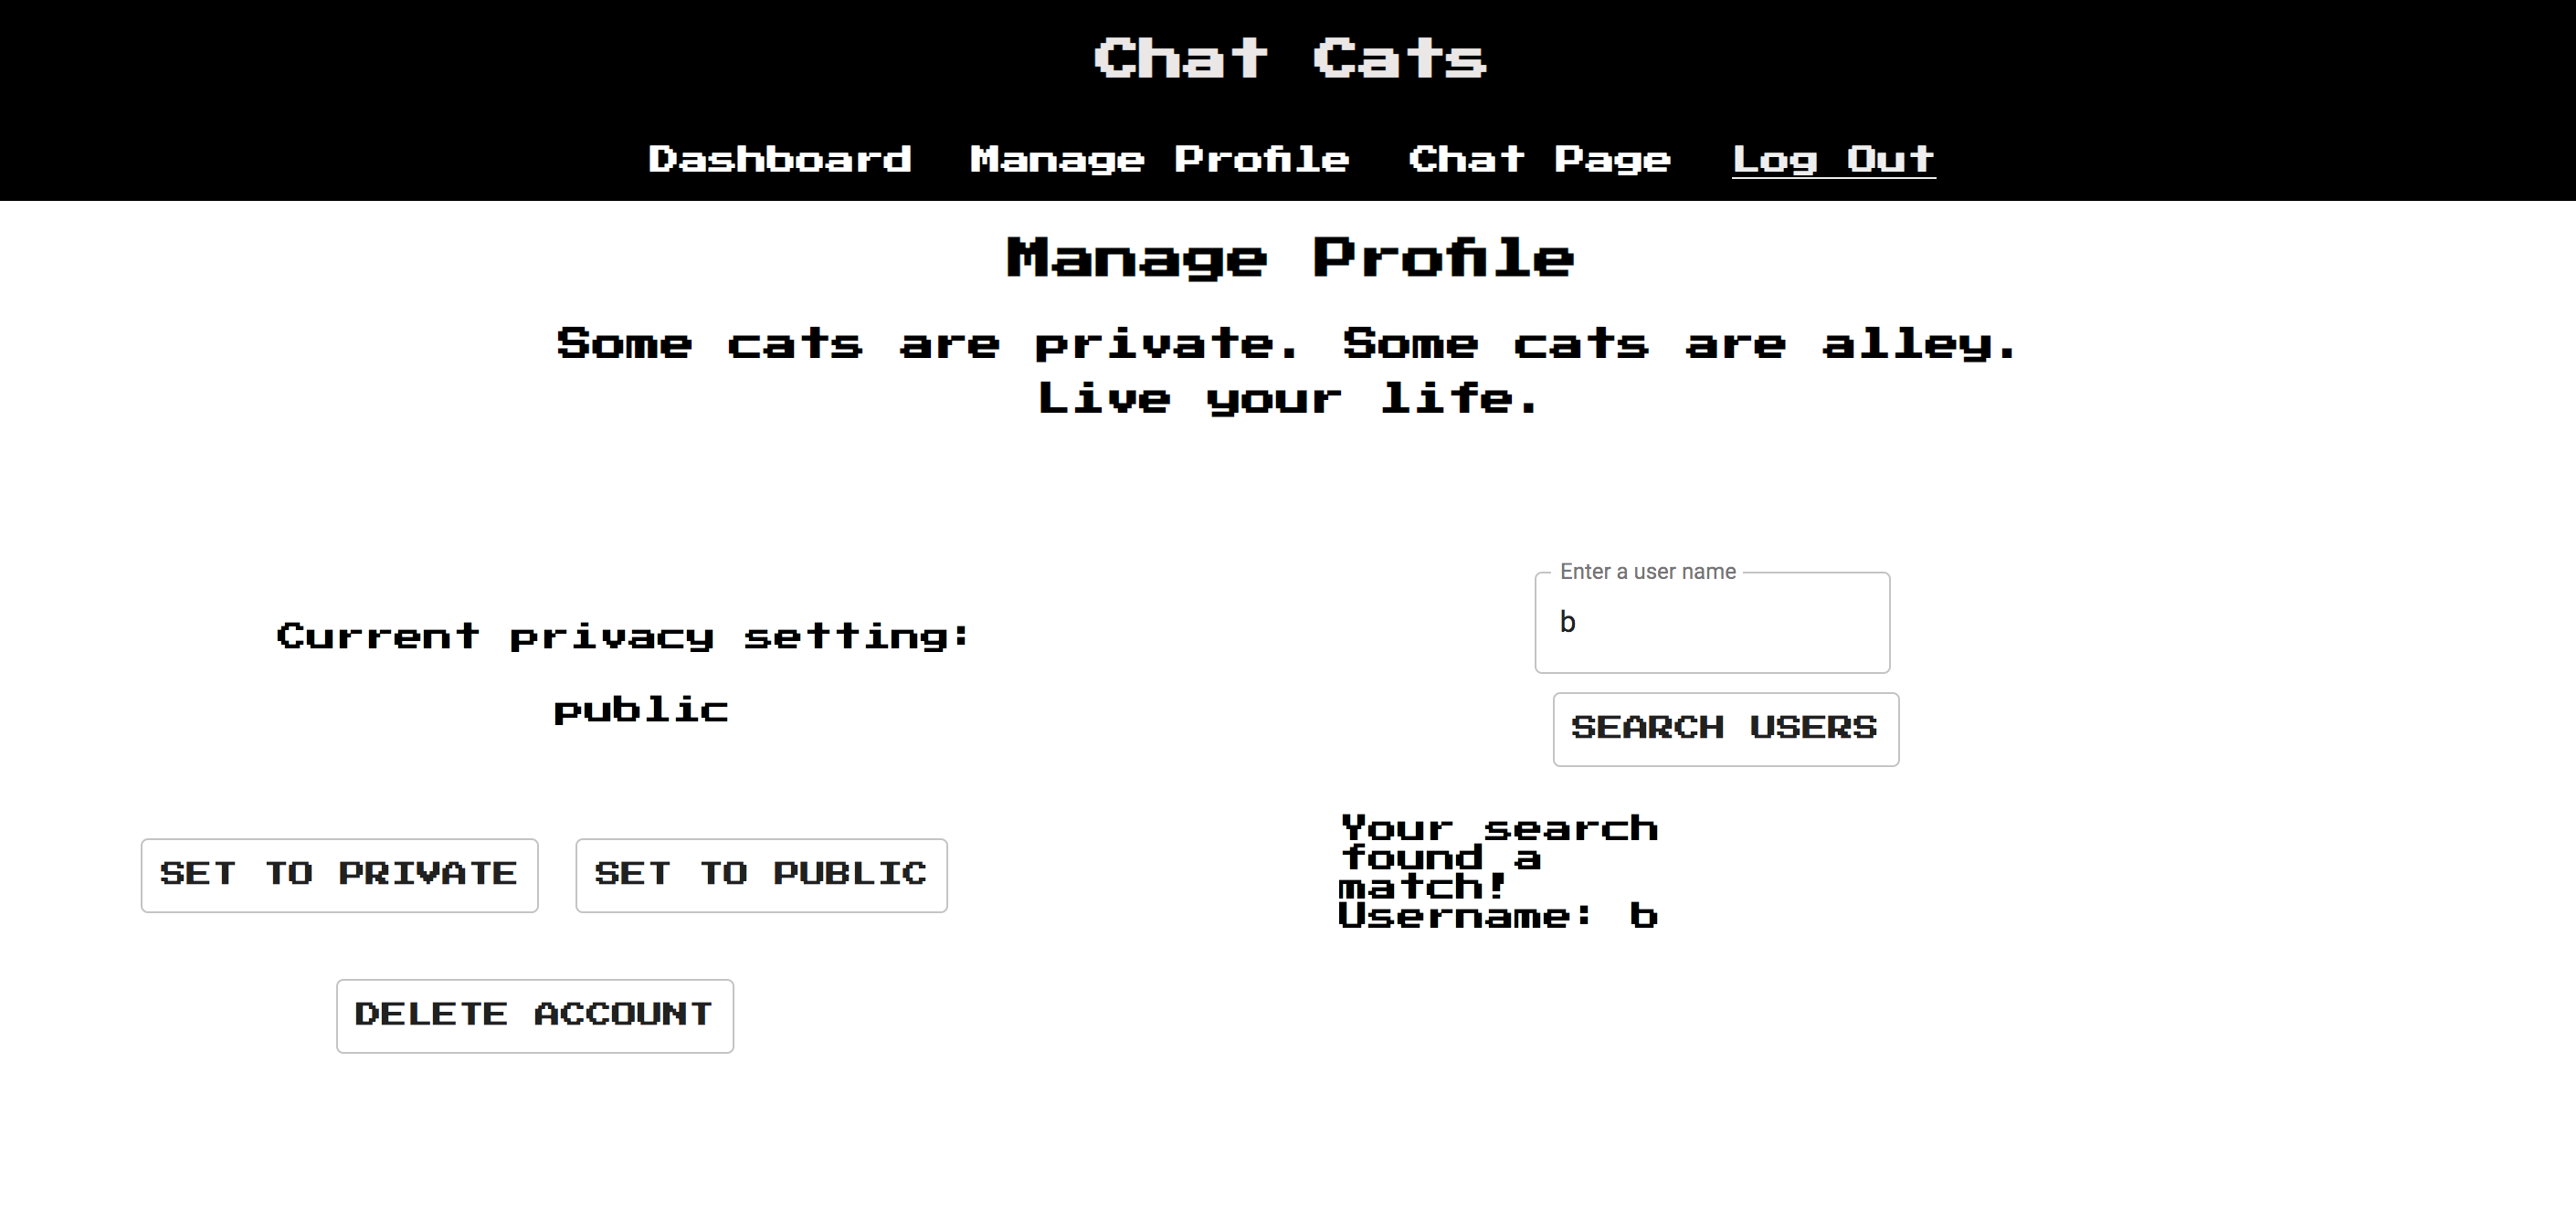 Chat Cats
Dashboard Manage Profile Chat Page Log Out
Manage Profile
Some cats are private. Some cats are alley.
Live your life.
Current privacy setting:
public
SET TO PRIVATE SET TO PUBLIC
DELETE ACCOUNT
Enter a user name
b
SEARCH USERS
Your search
found a
match!
Username: b